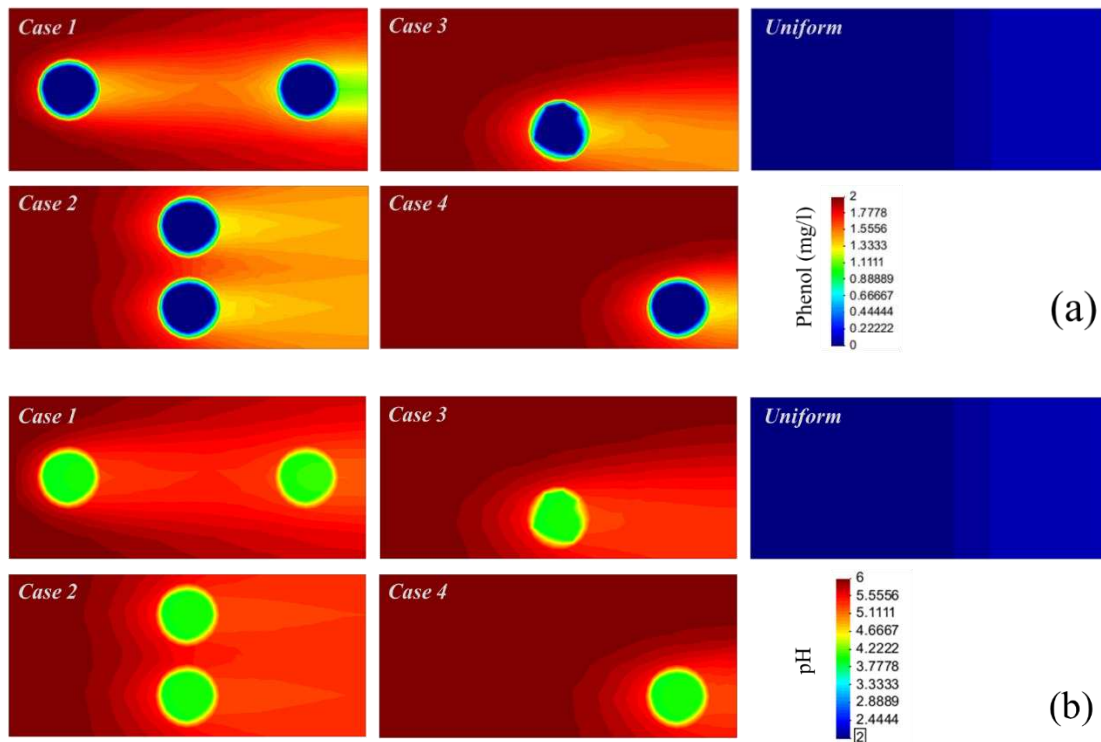 Case 1
Case 3
Uniform
Case 2
Case 4
Phenol (mg/l)
2
1.7778
1.5556
1.3333
1.1111
0.88889
0.66667
0.44444
0.22222
0
(a)
Case 1
Case 3
Uniform
Case 2
Case 4
pH
6
5.5556
5.1111
4.6667
4.2222
3.7778
3.3333
2.8889
2.4444
2
(b)